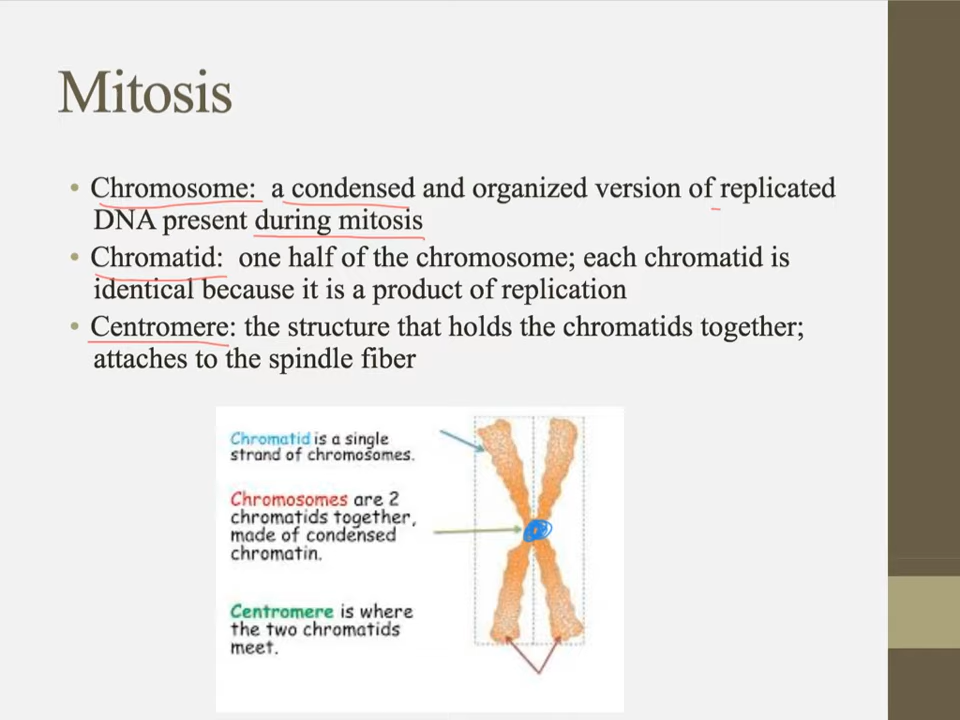 Mitosis
• Chromosome: a condensed and organized version of replicated
DNA present during mitosis
• Chromatid: one half of the chromosome; each chromatid is
identical because it is a product of replication
• Centromere: the structure that holds the chromatids together;
attaches to the spindle fiber
Chromatid is a single
strand of chromosomes.
Chromosomes are 2
chromatids together,
made of condensed
chromatin.
Centromere is where
the two chromatids
meet.